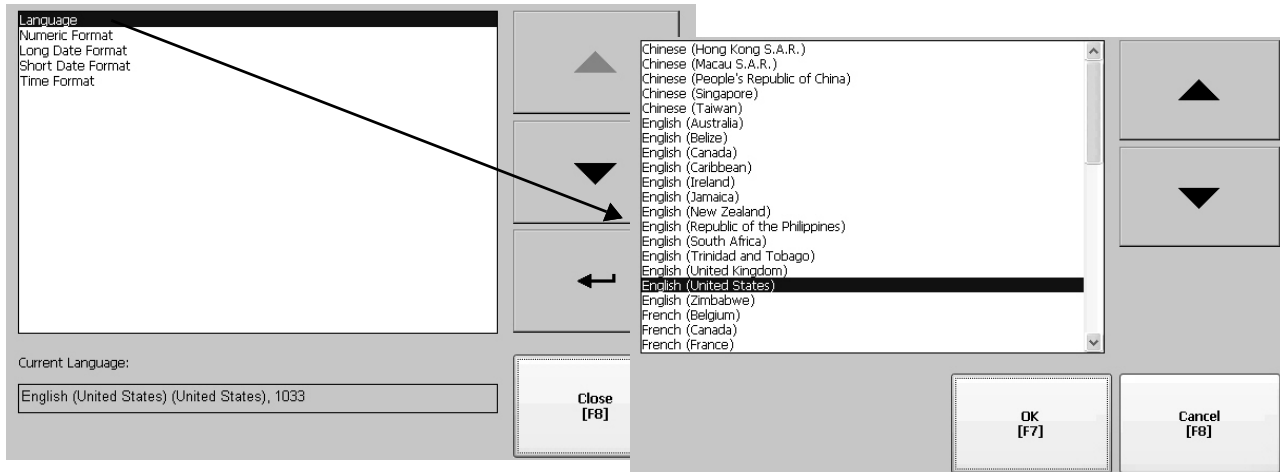 Language
Numeric Format
Long Date Format
Short Date Format
Time Format
Current Language:
English (United States) (United States), 1033
Close
[F8]
Chinese (Hong Kong S.A.R.)
Chinese (Macau S.A.R.)
Chinese (People's Republic of China)
Chinese (Singapore)
Chinese (Taiwan)
English (Australia)
English (Belize)
English (Canada)
English (Caribbean)
English (Ireland)
English (Jamaica)
English (New Zealand)
English (Republic of the Philippines)
English (South Africa)
English (Trinidad and Tobago)
English (United Kingdom)
English (United States)
English (Zimbabwe)
French (Belgium)
French (Canada)
French (France)
OK
[F7]
Cancel
[F8]